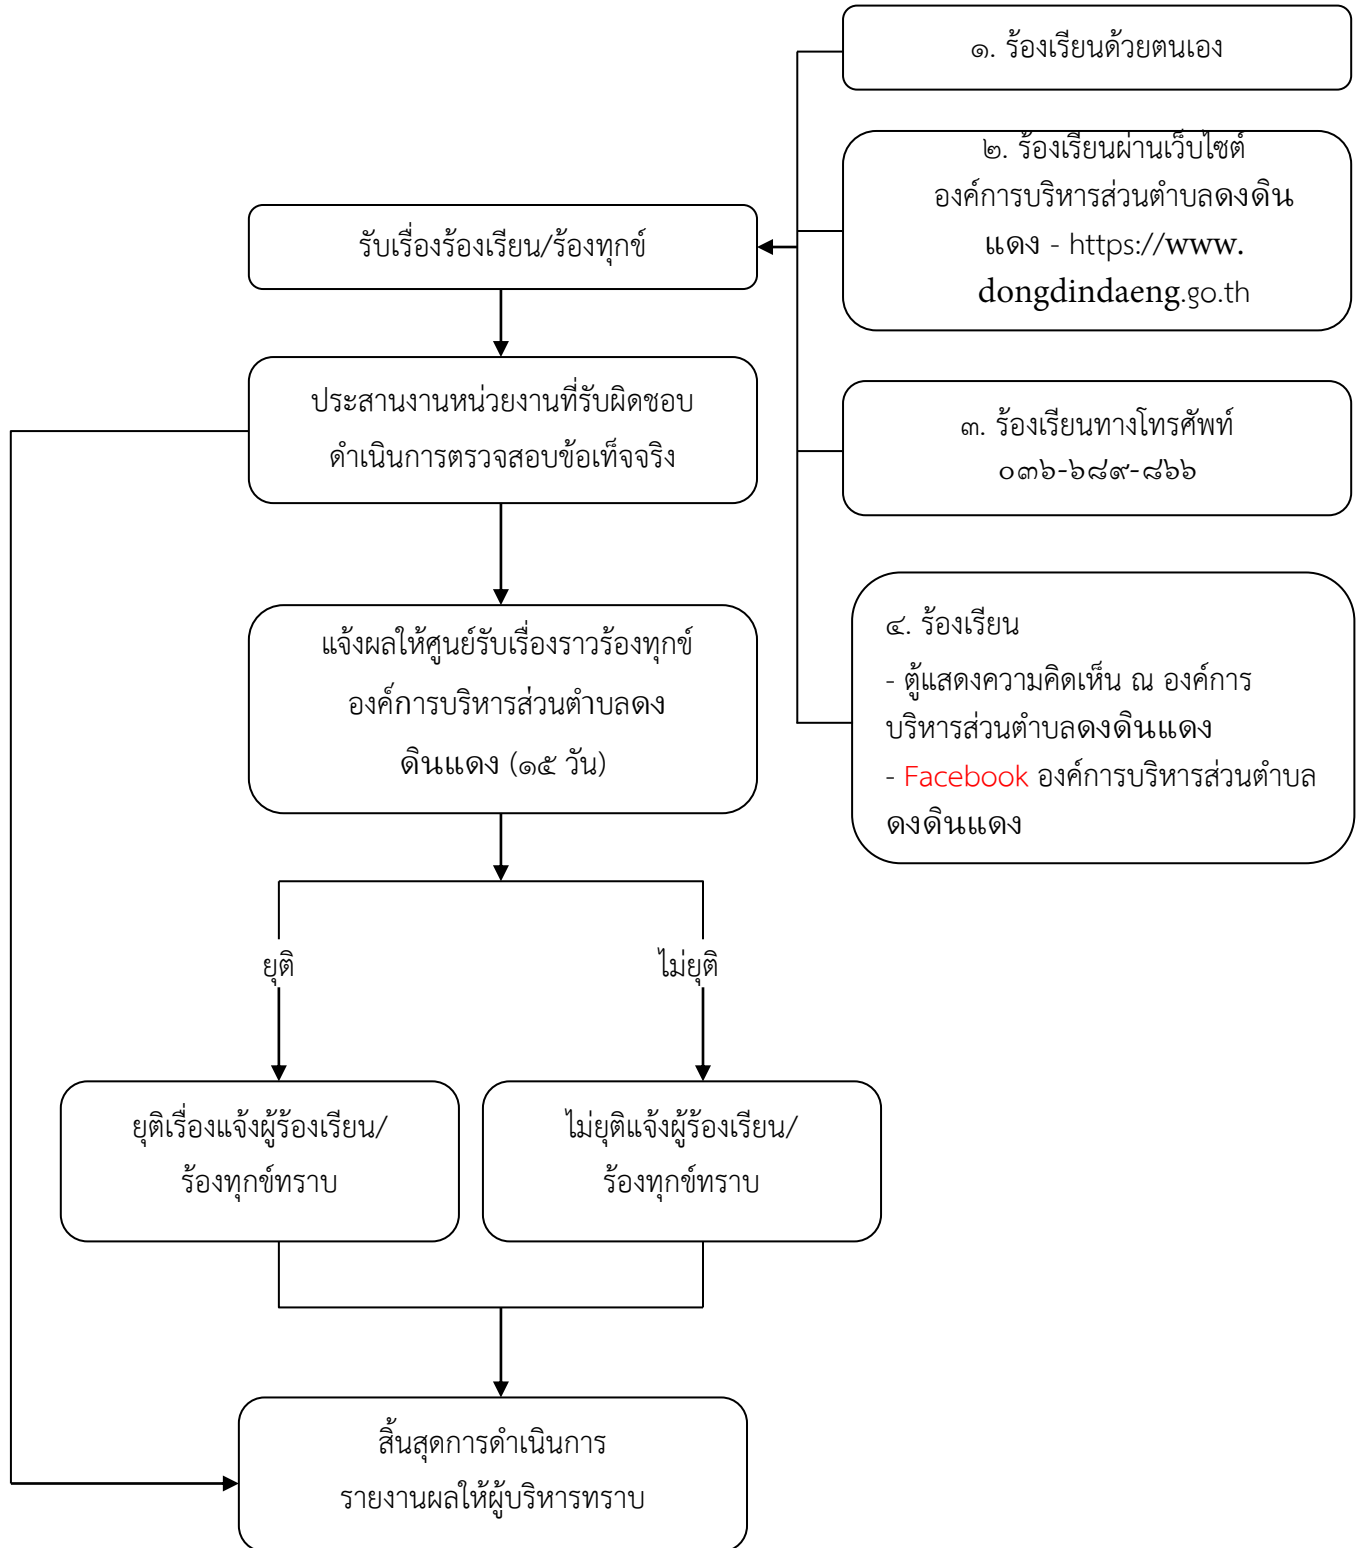 ๑. ร้องเรียนด้วยตนเอง
๒. ร้องเรียนผ่านเว็บไซต์
องค์การบริหารส่วนตำบลดงดิน
แดง - https://www.
dongdindaeng.go.th
รับเรื่องร้องเรียน/ร้องทุกข์
ประสานงานหน่วยงานที่รับผิดชอบ
ดำเนินการตรวจสอบข้อเท็จจริง
๓. ร้องเรียนทางโทรศัพท์
๐๓๖-๖๘๙-๘๖๖
แจ้งผลให้ศูนย์รับเรื่องราวร้องทุกข์
องค์การบริหารส่วนตำบลดง
ดินแดง (๑๕ วัน)
๔. ร้องเรียน
- ตู้แสดงความคิดเห็น ณ องค์การ
บริหารส่วนตำบลดงดินแดง
- Facebook องค์การบริหารส่วนตำบล
ดงดินแดง
ยุติ
ไม่ยุติ
ยุติเรื่องแจ้งผู้ร้องเรียน/
ร้องทุกข์ทราบ
ไม่ยุติแจ้งผู้ร้องเรียน/
ร้องทุกข์ทราบ
สิ้นสุดการดำเนินการ
รายงานผลให้ผู้บริหารทราบ